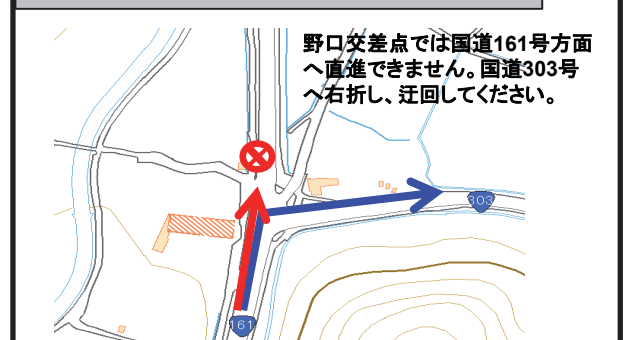 野口交差点では国道161号方面
へ直進できません。国道303号
へ右折し、迂回してください。
303
161